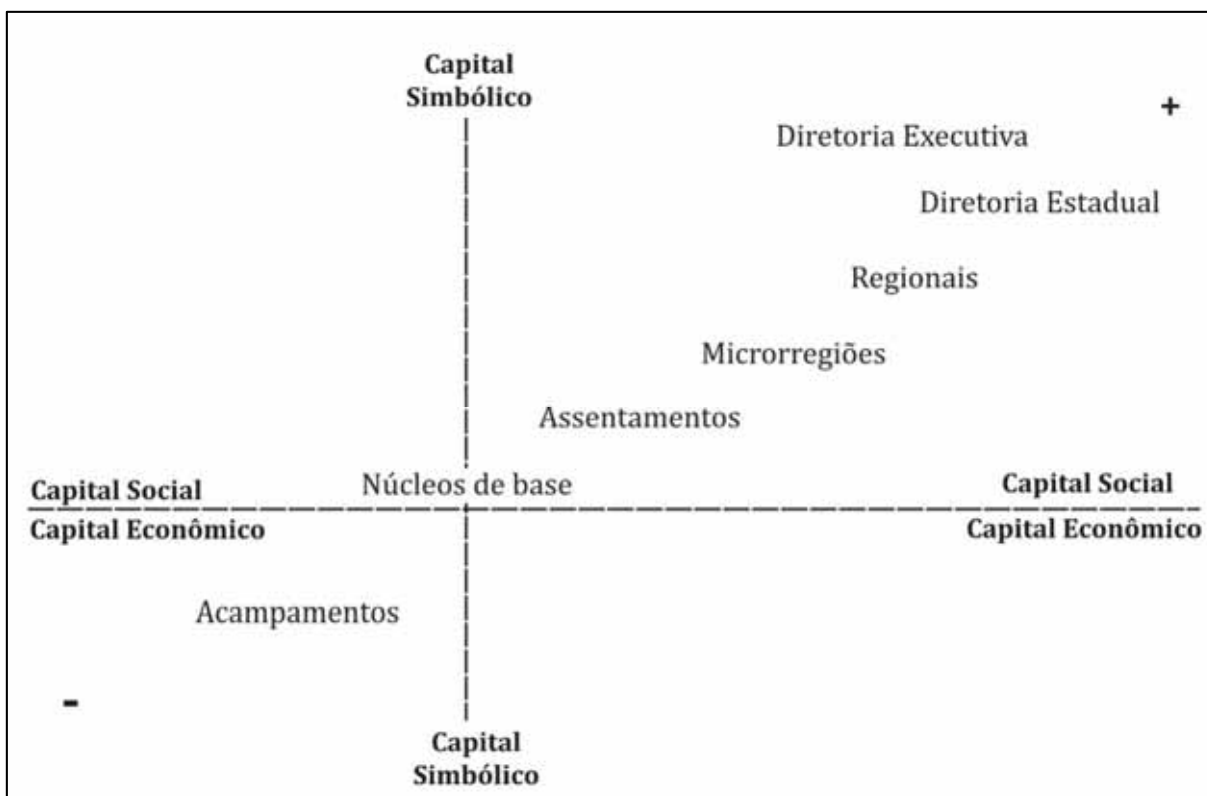 Capital
Simbólico
+
Diretoria Executiva
Diretoria Estadual
Regionais
Microrregiões
Assentamentos
Núcleos de base
Capital Social
Capital Social
Capital Econômico
Capital Econômico
Acampamentos
-
Capital
Simbólico